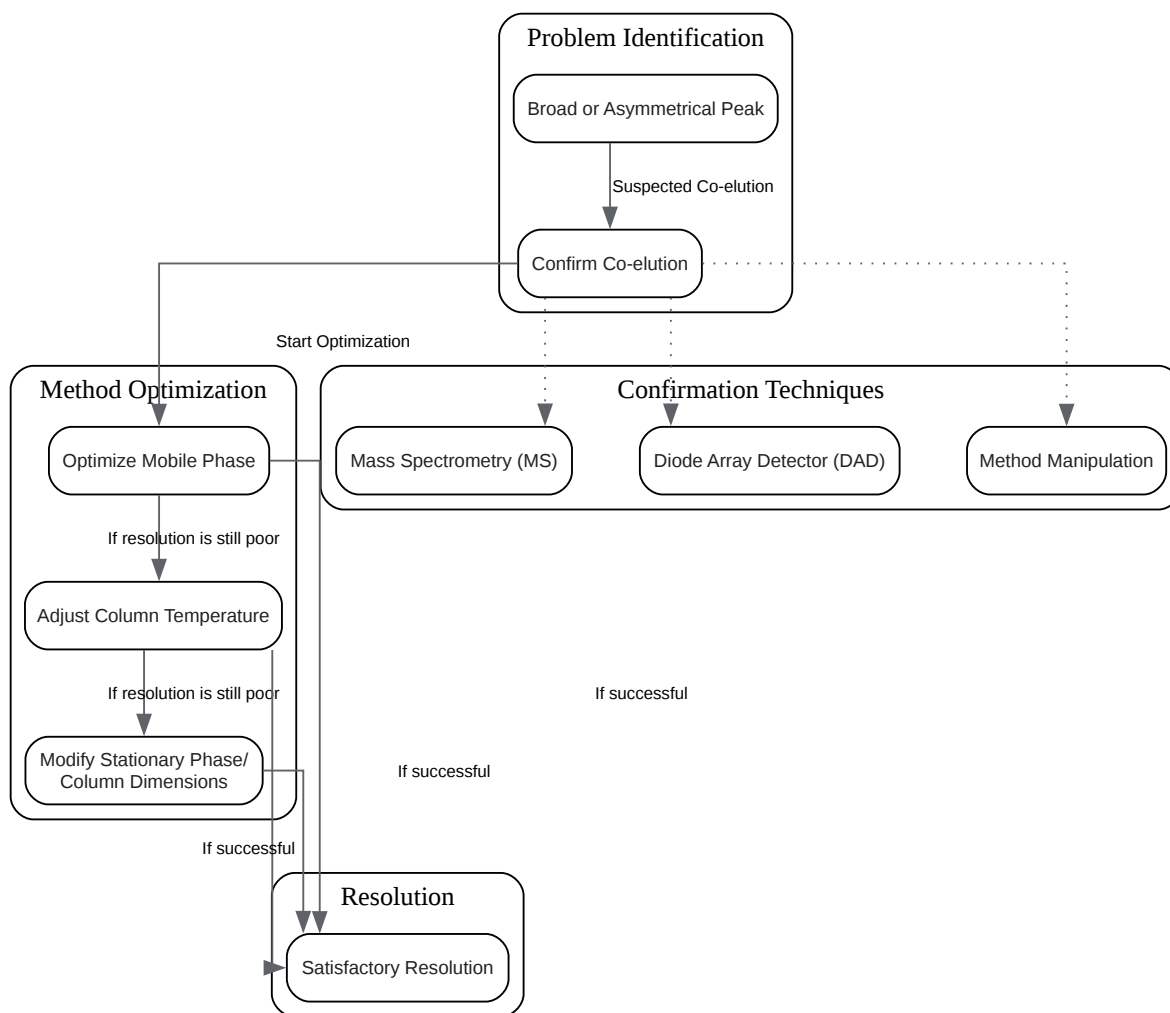 Problem Identification
Broad or Asymmetrical Peak
Suspected Co-elution
Confirm Co-elution
Start Optimization
Method Optimization
Confirmation Techniques
Optimize Mobile Phase
Mass Spectrometry (MS)
Diode Array Detector (DAD)
Method Manipulation
If resolution is still poor
Adjust Column Temperature
If resolution is still poor
If successful
Modify Stationary Phase/
Column Dimensions
If successful
If successful
Resolution
Satisfactory Resolution